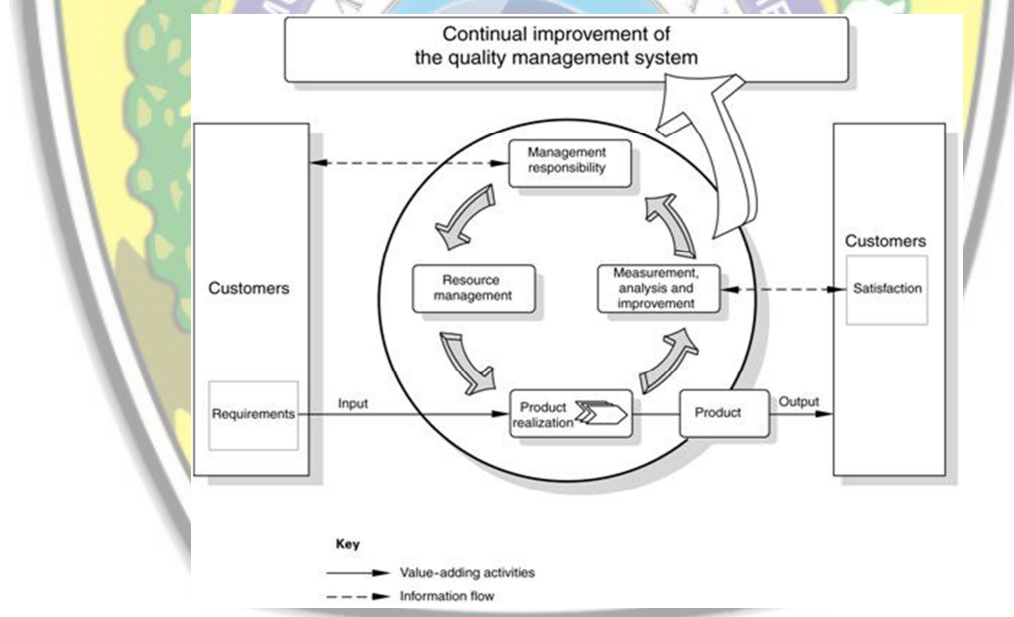 Continual improvement of
the quality management system
Management
responsibility
Customers
Resource
management
Measurement,
analysis and
improvement
Customers
Satisfaction
Requirements
Input
Product
realization
Product
Output
Key
Value-adding activities
Information flow